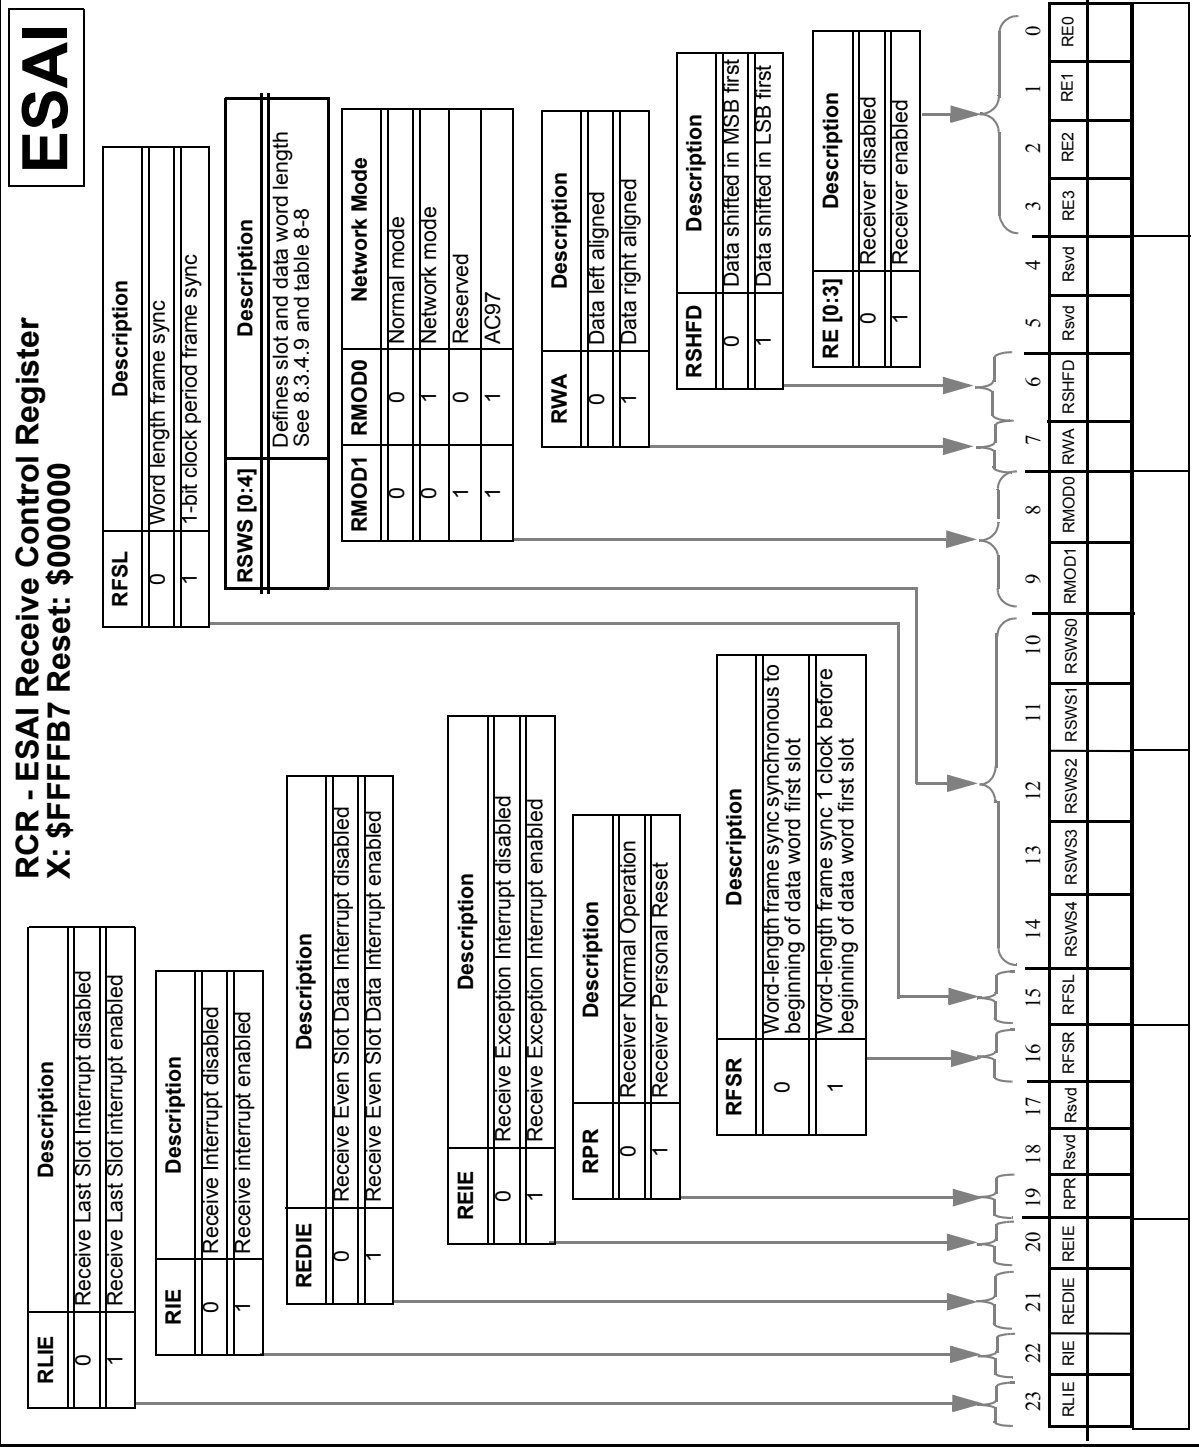 ESAI
RCR - ESAI Receive Control Register
X: $FFFFB7 Reset: $000000
RLIE Description
0 Receive Last Slot Interrupt disabled
1 Receive Last Slot interrupt enabled
RIE Description
0 Receive Interrupt disabled
1 Receive interrupt enabled
REDIE Description
0 Receive Even Slot Data Interrupt disabled
1 Receive Even Slot Data Interrupt enabled
REIE Description
0 Receive Exception Interrupt disabled
1 Receive Exception Interrupt enabled
RPR Description
0 Receiver Normal Operation
1 Receiver Personal Reset
RFSR Description
0 Word-length frame sync synchronous to
beginning of data word first slot
1 Word-length frame sync 1 clock before
beginning of data word first slot
RFSL Description
0 Word length frame sync
1 1-bit clock period frame sync
RSWS [0:4] Description
Defines slot and data word length
See 8.3.4.9 and table 8-8
RMOD1 RMOD0 Network Mode
0 0 Normal mode
0 1 Network mode
1 0 Reserved
1 1 AC97
RWA Description
0 Data left aligned
1 Data right aligned
RSHFD Description
0 Data shifted in MSB first
1 Data shifted in LSB first
RE [0:3] Description
0 Receiver disabled
1 Receiver enabled
23 22 21 20 19 18 17 16 15 14 13 12 11 10 9 8 7 6 5 4 3 2 1 0
RLIE RIE REDIE REIE RPR Rsvd Rsvd RFSR RFSL RSWS4 RSWS3 RSWS2 RSWS1 RSWS0 RMOD1 RMOD0 RWA RSHFD Rsvd Rsvd RE3 RE2 RE1 RE0